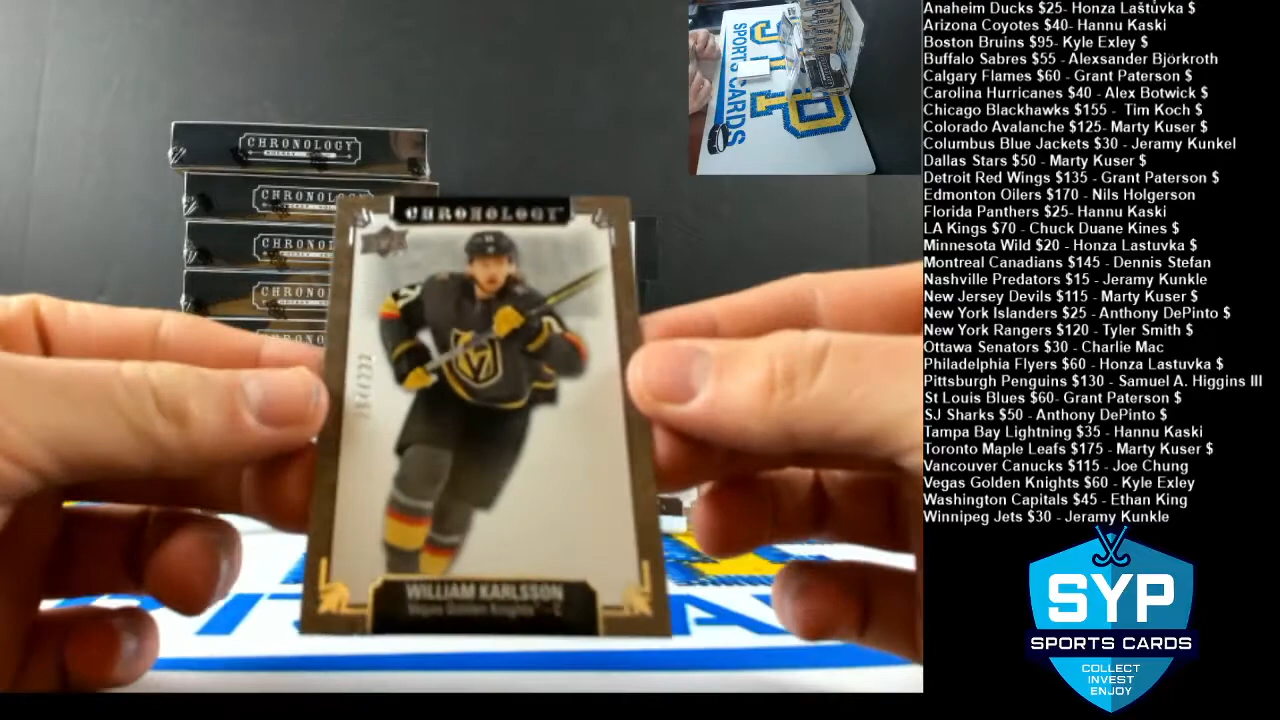 CHRONOLOGY
CHRONOLOGY
CHRONOLOGY
WILLIAM KARLSSON
Vegas Golden Knights - C
SPORTS CARDS
SYP
Anaheim Ducks $25- Honza Laštuvka $
Arizona Coyotes $40- Hannu Kaski
Boston Bruins $95- Kyle Exley $
Buffalo Sabres $55 - Alexsander Björkroth
Calgary Flames $60 - Grant Paterson $
Carolina Hurricanes $40 - Alex Botwick $
Chicago Blackhawks $155 - Tim Koch $
Colorado Avalanche $125- Marty Kuser $
Columbus Blue Jackets $30 - Jeramy Kunkel
Dallas Stars $50 - Marty Kuser $
Detroit Red Wings $135 - Grant Paterson $
Edmonton Oilers $170 - Nils Holgerson
Florida Panthers $25- Hannu Kaski
LA Kings $70 - Chuck Duane Kines $
Minnesota Wild $20 - Honza Lastuvka $
Montreal Canadians $145 - Dennis Stefan
Nashville Predators $15 - Jeramy Kunkle
New Jersey Devils $115 - Marty Kuser $
New York Islanders $25 - Anthony DePinto $
New York Rangers $120 - Tyler Smith $
Ottawa Senators $30 - Charlie Mac
Philadelphia Flyers $60 - Honza Lastuvka $
Pittsburgh Penguins $130 - Samuel A. Higgins III
St Louis Blues $60- Grant Paterson $
SJ Sharks $50 - Anthony DePinto $
Tampa Bay Lightning $35 - Hannu Kaski
Toronto Maple Leafs $175 - Marty Kuser $
Vancouver Canucks $115 - Joe Chung
Vegas Golden Knights $60 - Kyle Exley
Washington Capitals $45 - Ethan King
Winnipeg Jets $30 - Jeramy Kunkle
SYP
SPORTS CARDS
COLLECT
INVEST
ENJOY